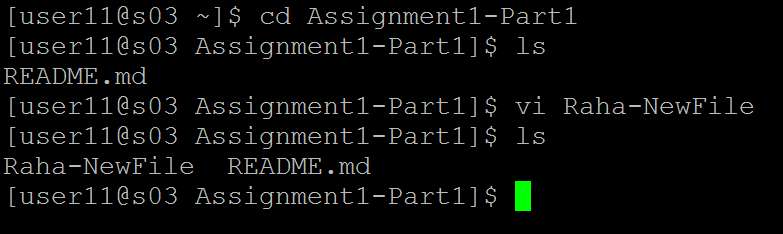 [user11@s03 ~]$ cd Assignment1-Part1
[user11@s03 Assignment1-Part1]$ ls
README.md
[user11@s03 Assignment1-Part1]$ vi Raha-NewFile
[user11@s03 Assignment1-Part1]$ ls
Raha-NewFile  README.md
[user11@s03 Assignment1-Part1]$